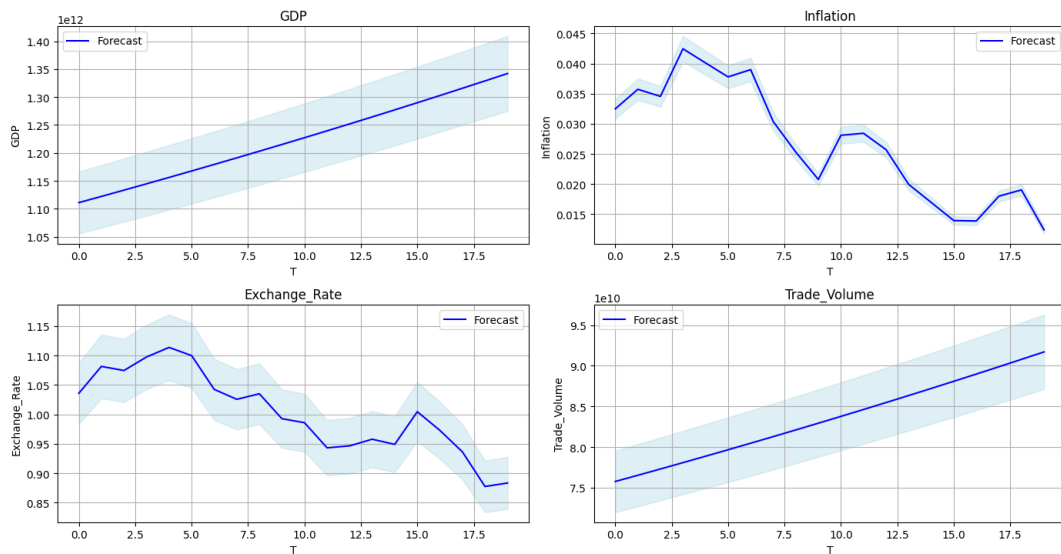 GDP
1e12
Forecast
1.40
1.35
1.30
1.25
1.20
1.15
1.10
1.05
GDP
0.0 2.5 5.0 7.5 10.0 12.5 15.0 17.5
T
Inflation
Forecast
0.045
0.040
0.035
0.030
0.025
0.020
0.015
Inflation
0.0 2.5 5.0 7.5 10.0 12.5 15.0 17.5
T
Exchange_Rate
Forecast
1.15
1.10
1.05
1.00
0.95
0.90
0.85
Exchange_Rate
0.0 2.5 5.0 7.5 10.0 12.5 15.0 17.5
T
Trade_Volume
1e10
Forecast
9.5
9.0
8.5
8.0
7.5
Trade_Volume
0.0 2.5 5.0 7.5 10.0 12.5 15.0 17.5
T